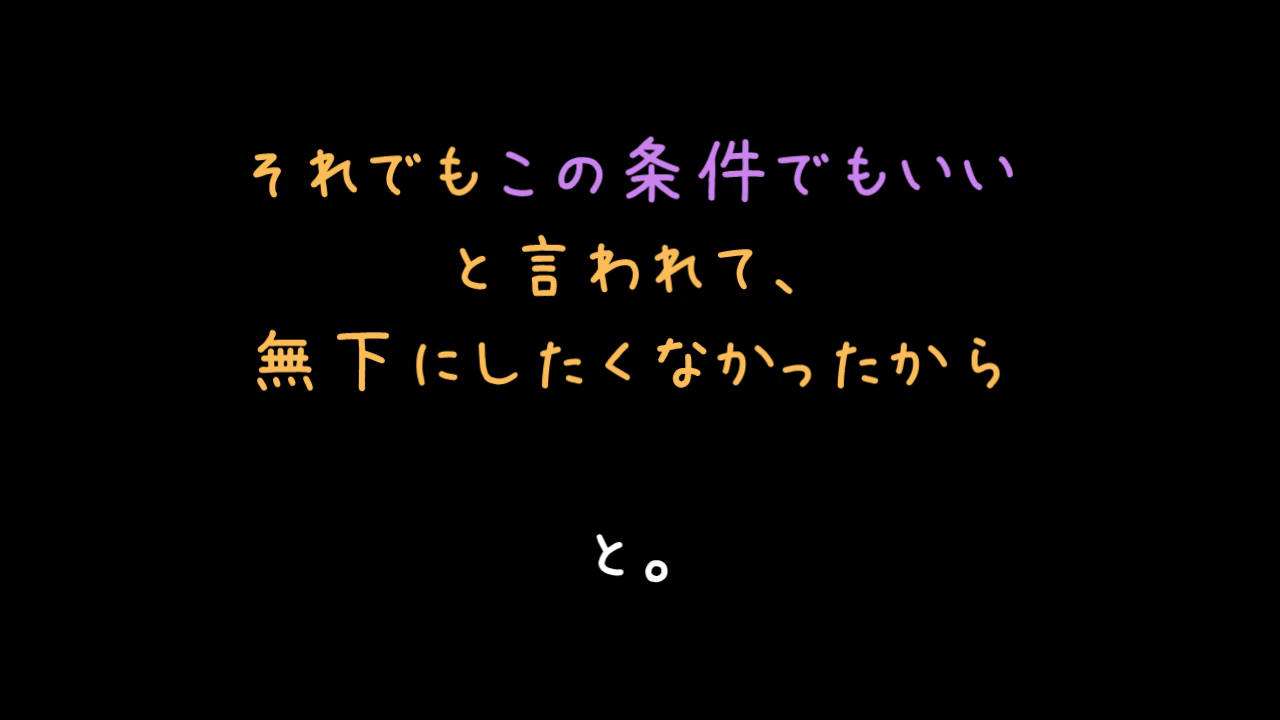 それでもこの条件でもいい
と言われて、
無下にしたくなかったから
と。